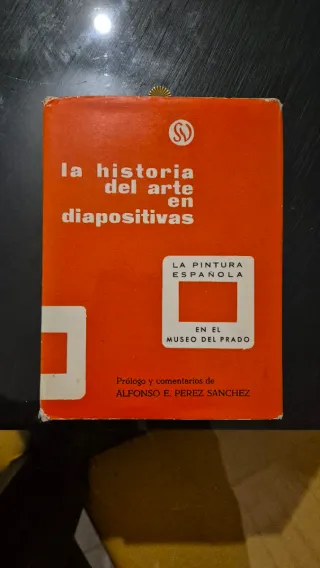 la historia
del arte
en
diapositivas
LA PINTURA
ESPAÑOLA
EN EL
MUSEO DEL PRADO
Prólogo y comentarios de
ALFONSO E. PEREZ SANCHEZ